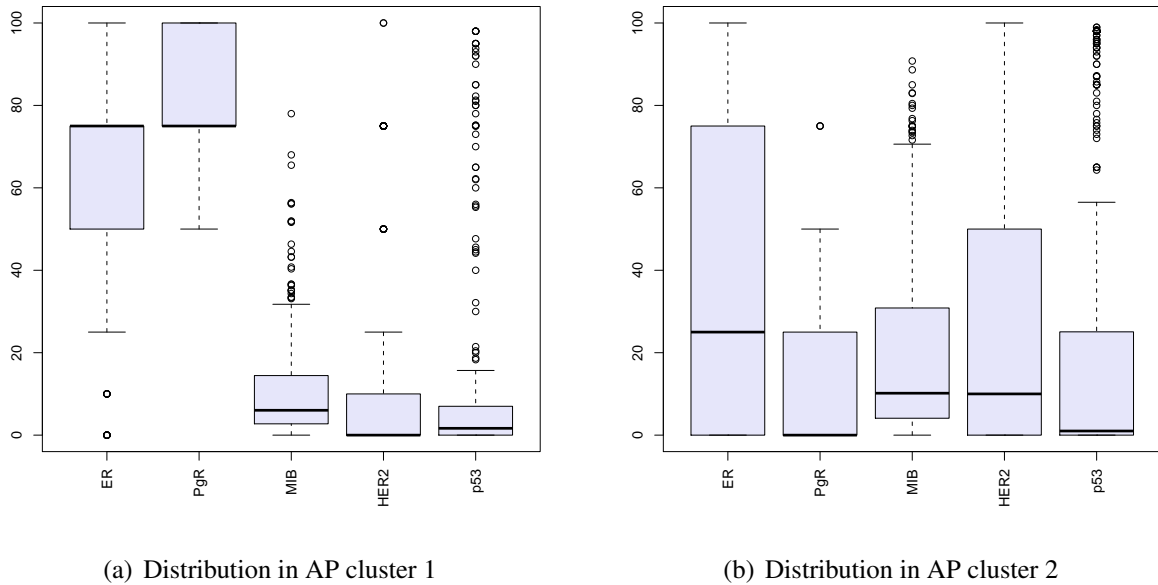 100
80
60
40
20
0
ER
PgR
MIB
HER2
p53
(a) Distribution in AP cluster 1
100
80
60
40
20
0
ER
PgR
MIB
HER2
p53
(b) Distribution in AP cluster 2